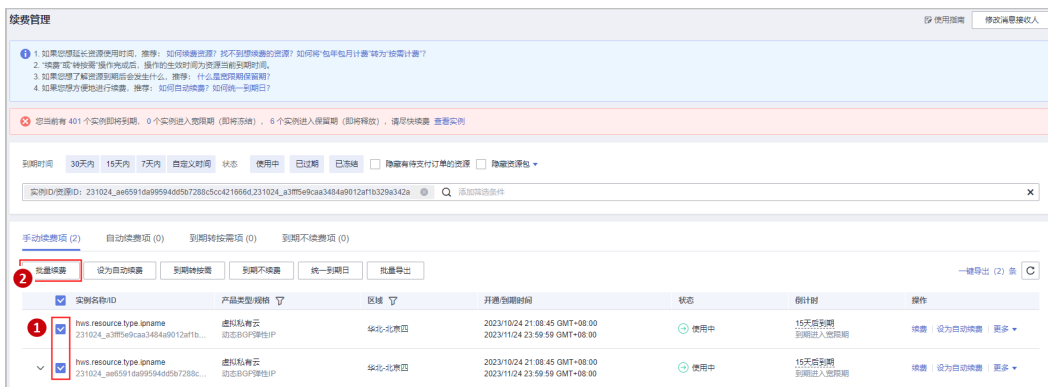 续费管理
使用指南
修改消息接收人
1. 如果您想延长资源使用时间，推荐： 如何续费资源？找不到想续费的资源？如何将“包年包月计费”转为“按需计费”？
2. “续费”或“转按需”操作完成后，操作的生效时间为资源当前到期时间。
3. 如果您想了解资源到期后会发生什么，推荐： 什么是宽限期保留期？
4. 如果您想方便地进行续费，推荐： 如何自动续费？如何统一到期日？
您当前有 401 个实例即将到期，0 个实例进入宽限期（即将冻结），6 个实例进入保留期（即将释放），请尽快续费 查看实例
到期时间 30天内 15天内 7天内 自定义时间 状态 使用中 已过期 已冻结 隐藏有待支付订单的资源 隐藏资源包
实例ID/资源ID：231024_ae6591da99594dd5b7288c5cc421666d,231024_a3fff5e9caa3484a9012af1b329a342a 添加筛选条件
手动续费项 (2) 自动续费项 (0) 到期转按需项 (0) 到期不续费项 (0)
2 批量续费 设为自动续费 到期转按需 到期不续费 统一到期日 批量导出 一键导出（2）条
实例名称/ID 产品类型/规格 区域 开通/到期时间 状态 倒计时 操作
1 hws.resource.type.ipname 虚拟私有云 华北-北京四 2023/10/24 21:08:45 GMT+08:00 使用中 15天后到期 续费 设为自动续费 更多
231024_a3fff5e9caa3484a9012af1b... 动态BGP弹性IP 2023/11/24 23:59:59 GMT+08:00 到期进入宽限期
hws.resource.type.ipname 虚拟私有云 华北-北京四 2023/10/24 21:08:45 GMT+08:00 使用中 15天后到期 续费 设为自动续费 更多
231024_ae6591da99594dd5b7288c... 动态BGP弹性IP 2023/11/24 23:59:59 GMT+08:00 到期进入宽限期